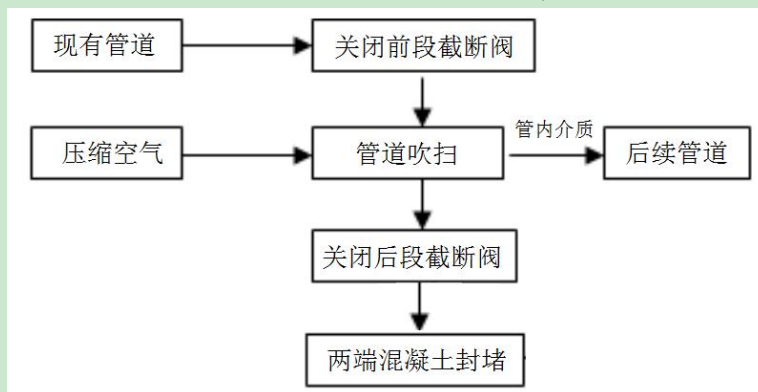 现有管道
关闭前段截断阀
压缩空气
管道吹扫
管内介质
后续管道
关闭后段截断阀
两端混凝土封堵